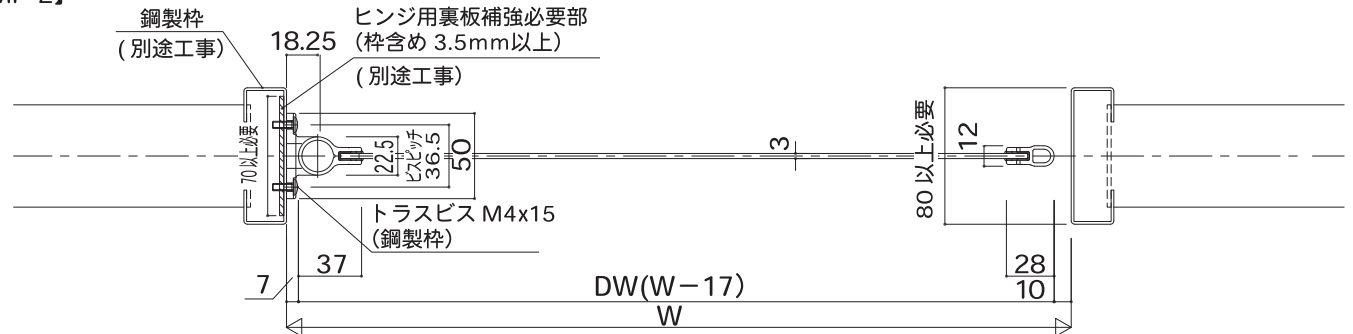 鋼製枠
(別途工事)
18.25
ヒンジ用裏板補強必要部
(枠含め 3.5mm以上)
(別途工事)
70以上必要
22.5
ビスピッチ
36.5
50
3
80以上必要
12
トラスビス M4x15
(鋼製枠)
37
7
28
10
DW(W-17)
W